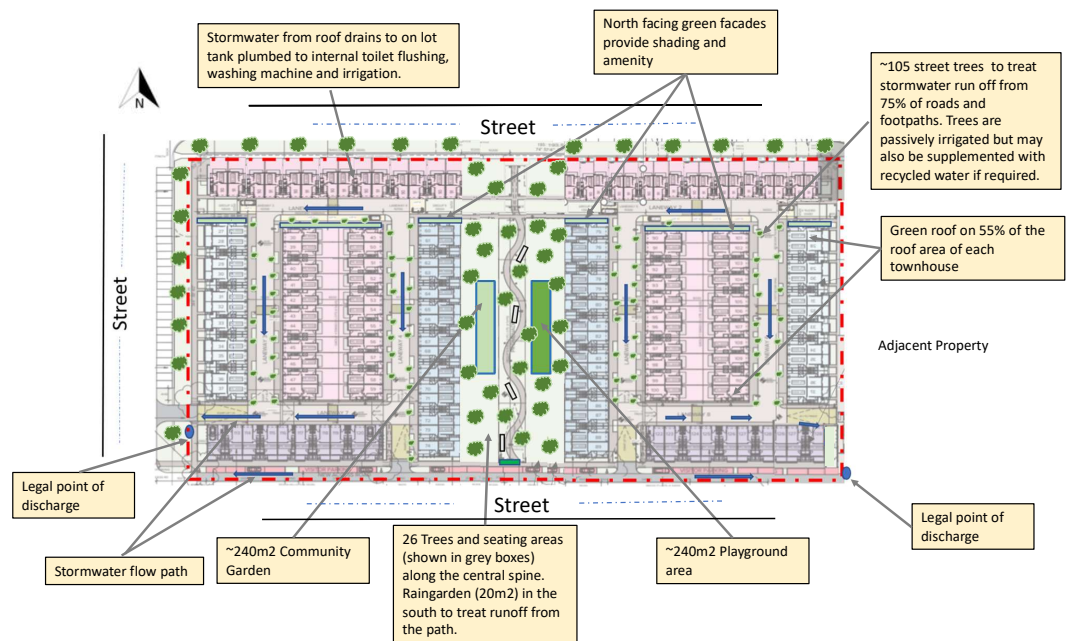 Stormwater from roof drains to on lot
tank plumbed to internal toilet flushing,
washing machine and irrigation.
North facing green facades
provide shading and
amenity
~105 street trees to treat
stormwater run off from
75% of roads and
footpaths. Trees are
passively irrigated but may
also be supplemented with
recycled water if required.
N
Street
Green roof on 55% of the
roof area of each
townhouse
Street
Adjacent Property
Street
Legal point of
discharge
Stormwater flow path
~240m2 Community
Garden
26 Trees and seating areas
(shown in grey boxes)
along the central spine.
Raingarden (20m2) in the
south to treat runoff from
the path.
~240m2 Playground
area
Legal point of
discharge